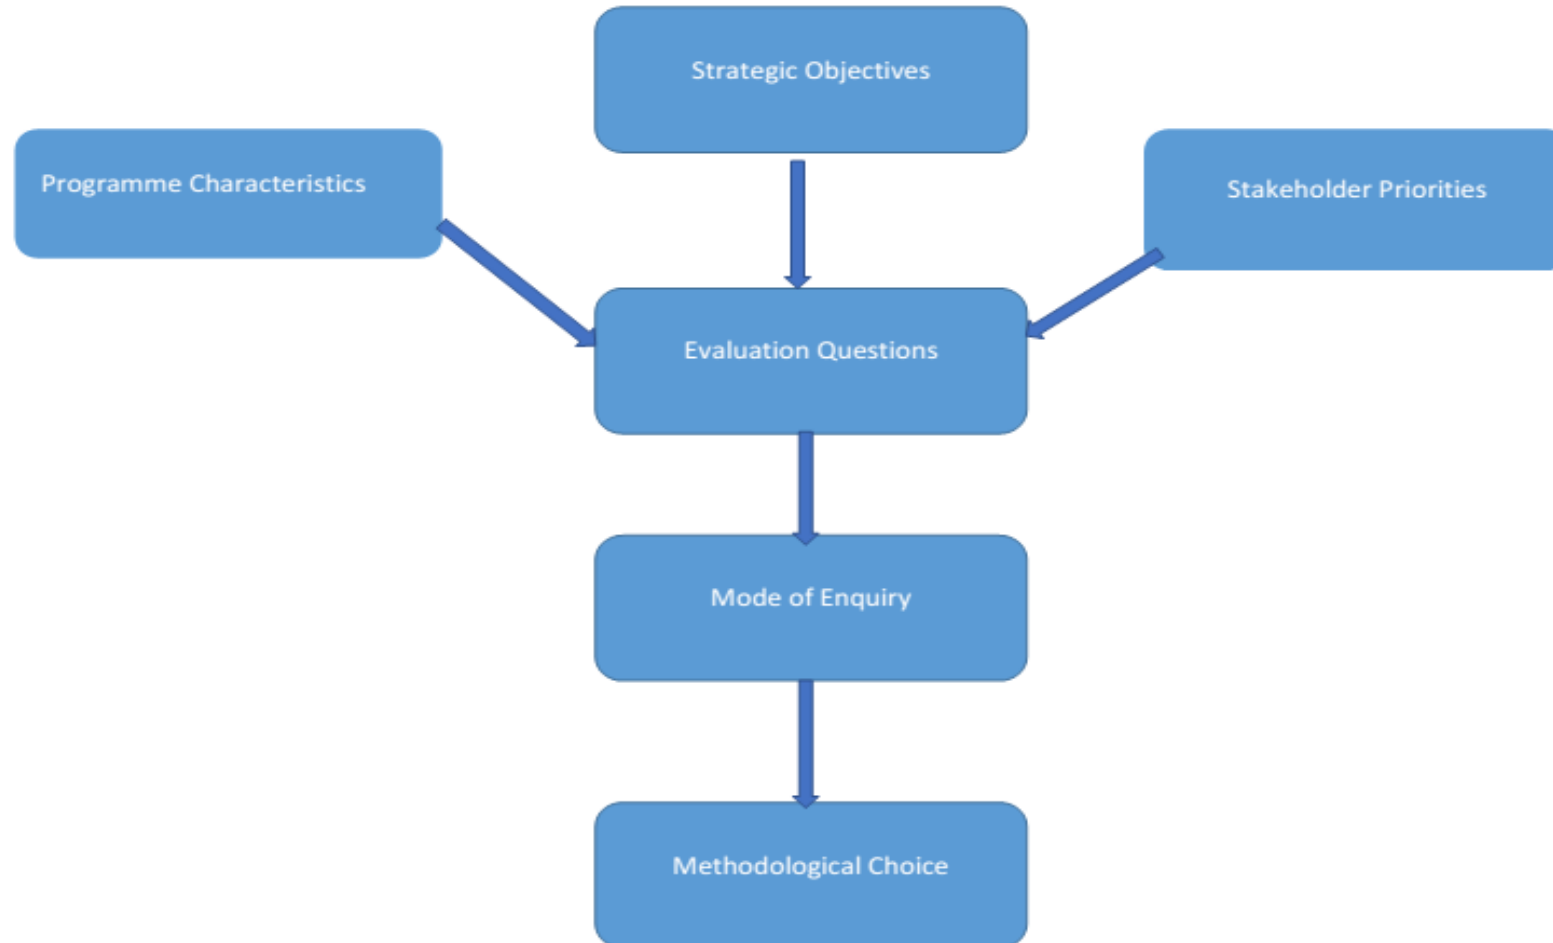 Strategic Objectives
Programme Characteristics
Stakeholder Priorities
Evaluation Questions
Mode of Enquiry
Methodological Choice